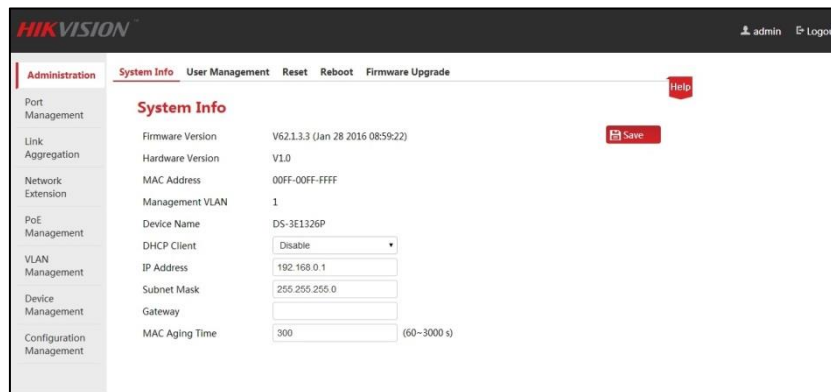 HIKVISION
admin Logou
Administration
Port
Management
Link
Aggregation
Network
Extension
PoE
Management
VLAN
Management
Device
Management
Configuration
Management
System Info User Management Reset Reboot Firmware Upgrade
Help
System Info
Save
Firmware Version V62.1.3.3 (Jan 28 2016 08:59:22)
Hardware Version V1.0
MAC Address 00FF-00FF-FFFF
Management VLAN 1
Device Name DS-3E1326P
DHCP Client Disable
IP Address 192.168.0.1
Subnet Mask 255.255.255.0
Gateway
MAC Aging Time 300 (60~3000 s)